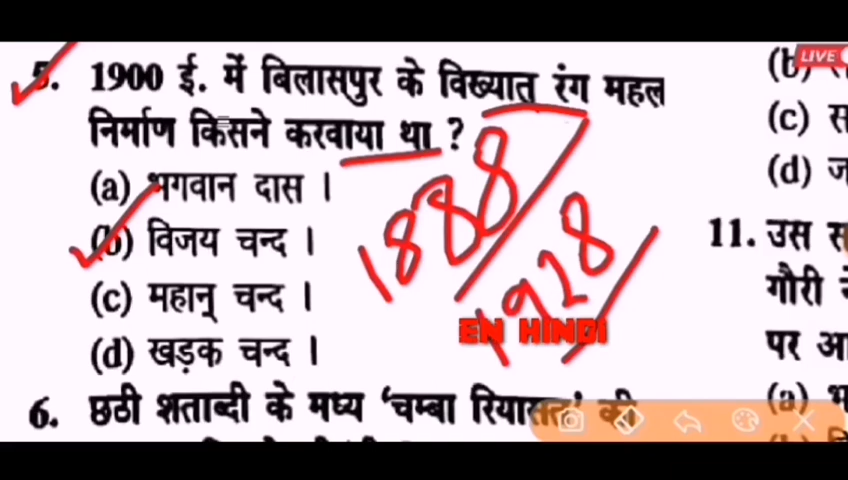 LIVE
5. 1900 ई. में बिलासपुर के विख्यात रंग महल
निर्माण किसने करवाया था ?
(a) भगवान दास ।
(b) विजय चन्द ।
(c) महान् चन्द ।
(d) खड़क चन्द ।
1888
1928
EN HINDI
6. छठी शताब्दी के मध्य 'चम्बा रियासत' की
(b)
(c)
(d)
11. उस
गौरी
पर
(a)